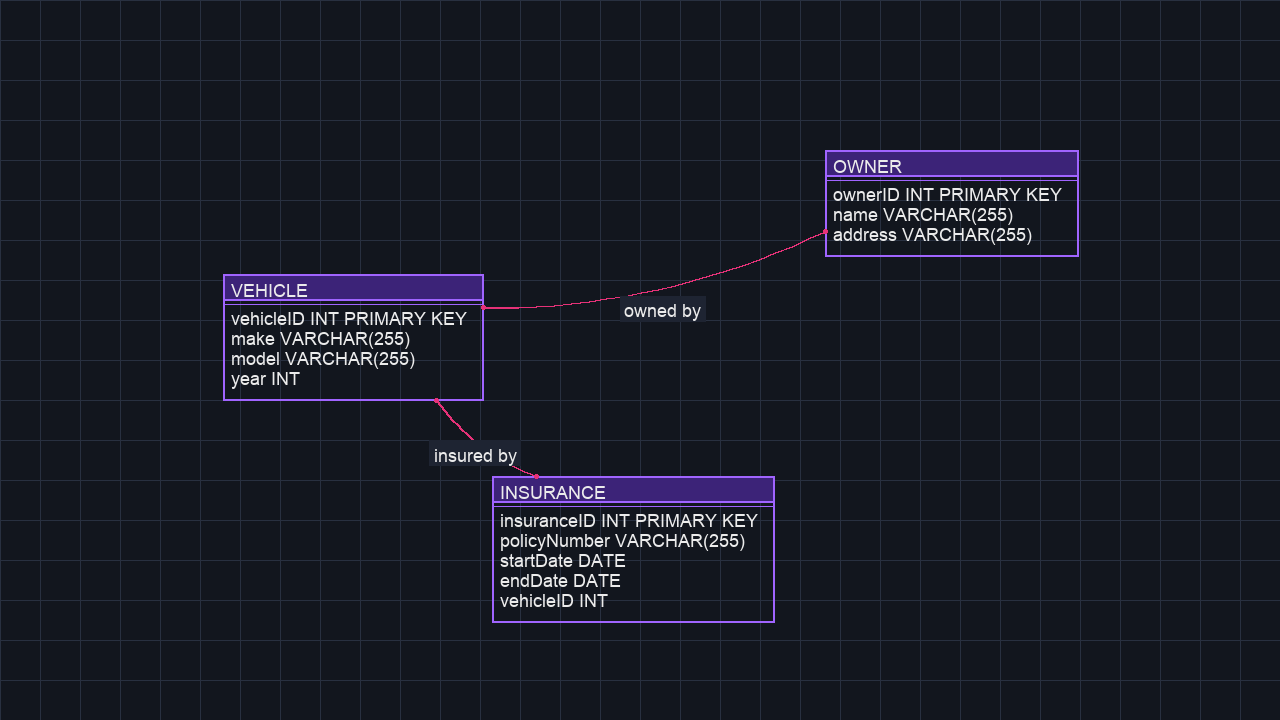 OWNER
ownerID INT PRIMARY KEY
name VARCHAR(255)
address VARCHAR(255)
VEHICLE
vehicleID INT PRIMARY KEY
make VARCHAR(255)
model VARCHAR(255)
year INT
owned by
insured by
INSURANCE
insuranceID INT PRIMARY KEY
policyNumber VARCHAR(255)
startDate DATE
endDate DATE
vehicleID INT